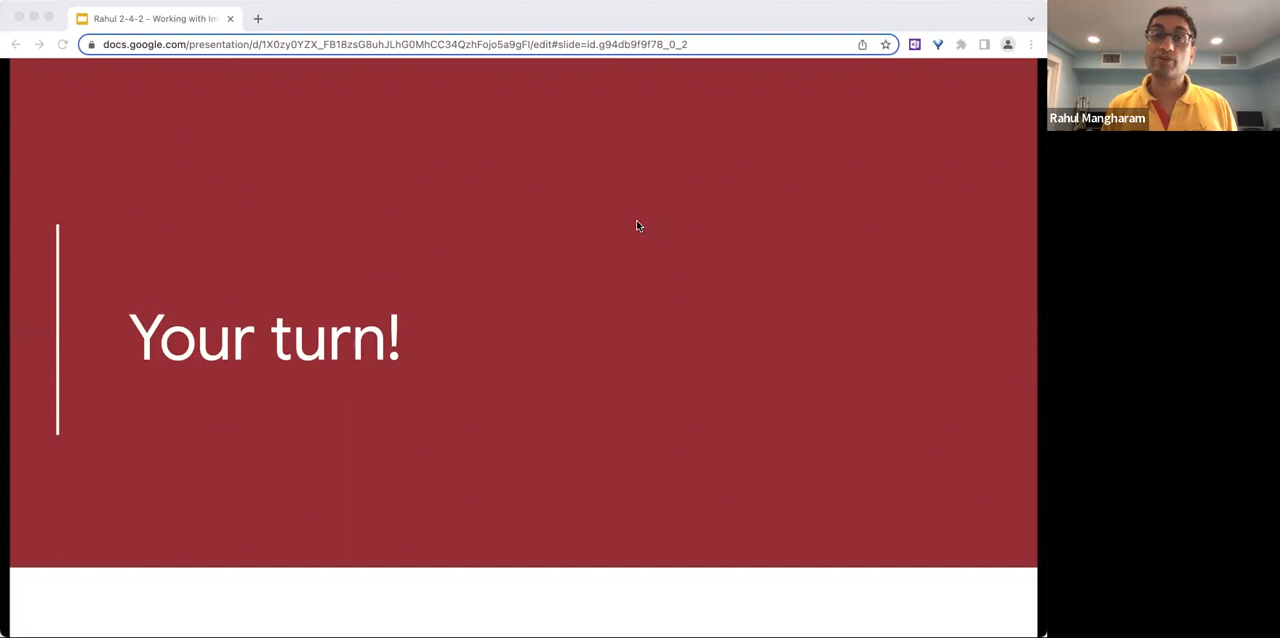 Rahul 2-4-2 - Working with Im
docs.google.com/presentation/d/1X0zy0YZX_FB18zsG8uhJLhG0MhCC34QzhFojo5a9gFI/edit#slide=id.g94db9f9f78_0_2
Rahul Mangharam
Your turn!